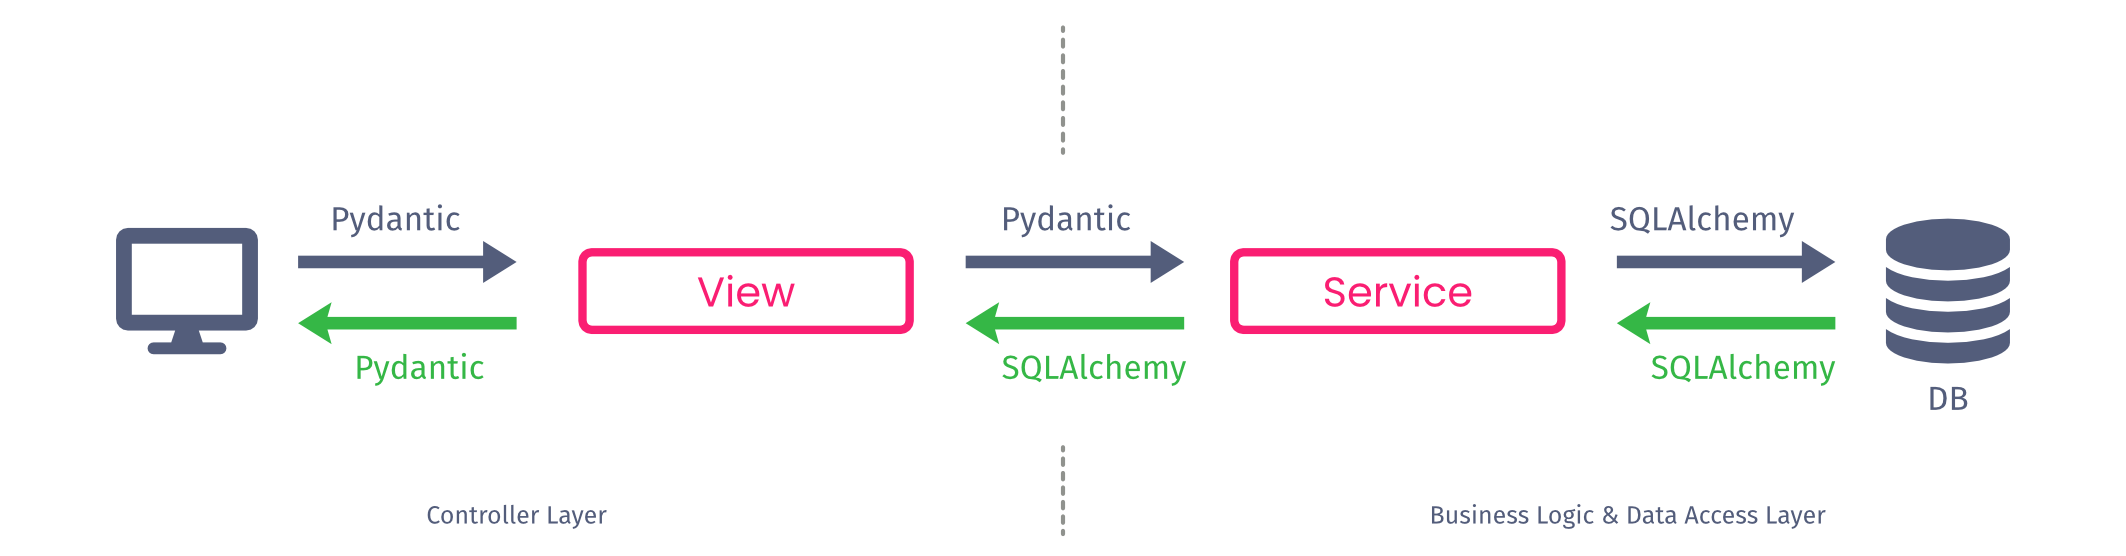 Pydantic
Pydantic
SQLAlchemy
View
Service
Pydantic
SQLAlchemy
SQLAlchemy
DB
Controller Layer
Business Logic & Data Access Layer